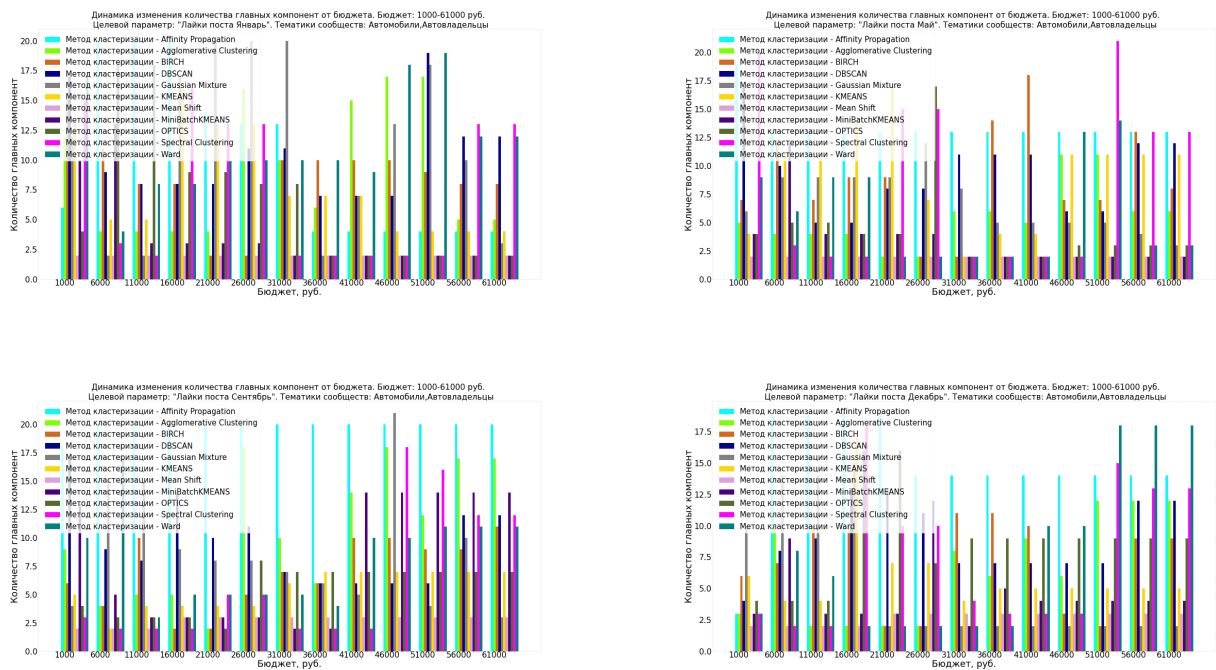 Динамика изменения количества главных компонент от бюджета. Бюджет: 1000-61000 руб.
Целевой параметр: "Лайки поста Январь". Тематики сообществ: Автомобили,Автовладельцы
Количество главных компонент
20.0
17.5
15.0
12.5
10.0
7.5
5.0
2.5
0.0
Метод кластеризации - Affinity Propagation
Метод кластеризации - Agglomerative Clustering
Метод кластеризации - BIRCH
Метод кластеризации - DBSCAN
Метод кластеризации - Gaussian Mixture
Метод кластеризации - KMEANS
Метод кластеризации - Mean Shift
Метод кластеризации - MiniBatchKMEANS
Метод кластеризации - OPTICS
Метод кластеризации - Spectral Clustering
Метод кластеризации - Ward
1000 6000 11000 16000 21000 26000 31000 36000 41000 46000 51000 56000 61000
Бюджет, руб.
Динамика изменения количества главных компонент от бюджета. Бюджет: 1000-61000 руб.
Целевой параметр: "Лайки поста Май". Тематики сообществ: Автомобили,Автовладельцы
Количество главных компонент
20.0
17.5
15.0
12.5
10.0
7.5
5.0
2.5
0.0
Метод кластеризации - Affinity Propagation
Метод кластеризации - Agglomerative Clustering
Метод кластеризации - BIRCH
Метод кластеризации - DBSCAN
Метод кластеризации - Gaussian Mixture
Метод кластеризации - KMEANS
Метод кластеризации - Mean Shift
Метод кластеризации - MiniBatchKMEANS
Метод кластеризации - OPTICS
Метод кластеризации - Spectral Clustering
Метод кластеризации - Ward
1000 6000 11000 16000 21000 26000 31000 36000 41000 46000 51000 56000 61000
Бюджет, руб.
Динамика изменения количества главных компонент от бюджета. Бюджет: 1000-61000 руб.
Целевой параметр: "Лайки поста Сентябрь". Тематики сообществ: Автомобили,Автовладельцы
Количество главных компонент
20.0
17.5
15.0
12.5
10.0
7.5
5.0
2.5
0.0
Метод кластеризации - Affinity Propagation
Метод кластеризации - Agglomerative Clustering
Метод кластеризации - BIRCH
Метод кластеризации - DBSCAN
Метод кластеризации - Gaussian Mixture
Метод кластеризации - KMEANS
Метод кластеризации - Mean Shift
Метод кластеризации - MiniBatchKMEANS
Метод кластеризации - OPTICS
Метод кластеризации - Spectral Clustering
Метод кластеризации - Ward
1000 6000 11000 16000 21000 26000 31000 36000 41000 46000 51000 56000 61000
Бюджет, руб.
Динамика изменения количества главных компонент от бюджета. Бюджет: 1000-61000 руб.
Целевой параметр: "Лайки поста Декабрь". Тематики сообществ: Автомобили,Автовладельцы
Количество главных компонент
17.5
15.0
12.5
10.0
7.5
5.0
2.5
0.0
Метод кластеризации - Affinity Propagation
Метод кластеризации - Agglomerative Clustering
Метод кластеризации - BIRCH
Метод кластеризации - DBSCAN
Метод кластеризации - Gaussian Mixture
Метод кластеризации - KMEANS
Метод кластеризации - Mean Shift
Метод кластеризации - MiniBatchKMEANS
Метод кластеризации - OPTICS
Метод кластеризации - Spectral Clustering
Метод кластеризации - Ward
1000 6000 11000 16000 21000 26000 31000 36000 41000 46000 51000 56000 61000
Бюджет, руб.